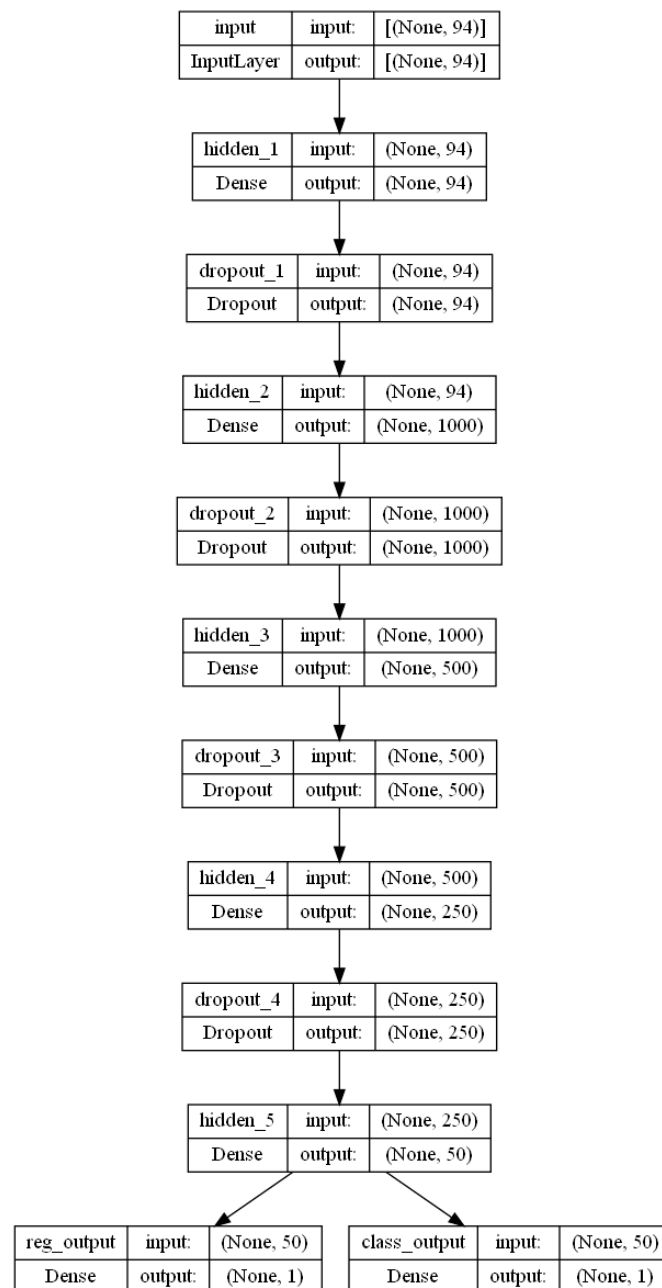 input input: [(None, 94)]
InputLayer output: [(None, 94)]
hidden_1 input: (None, 94)
Dense output: (None, 94)
dropout_1 input: (None, 94)
Dropout output: (None, 94)
hidden_2 input: (None, 94)
Dense output: (None, 1000)
dropout_2 input: (None, 1000)
Dropout output: (None, 1000)
hidden_3 input: (None, 1000)
Dense output: (None, 500)
dropout_3 input: (None, 500)
Dropout output: (None, 500)
hidden_4 input: (None, 500)
Dense output: (None, 250)
dropout_4 input: (None, 250)
Dropout output: (None, 250)
hidden_5 input: (None, 250)
Dense output: (None, 50)
reg_output input: (None, 50)
Dense output: (None, 1)
class_output input: (None, 50)
Dense output: (None, 1)